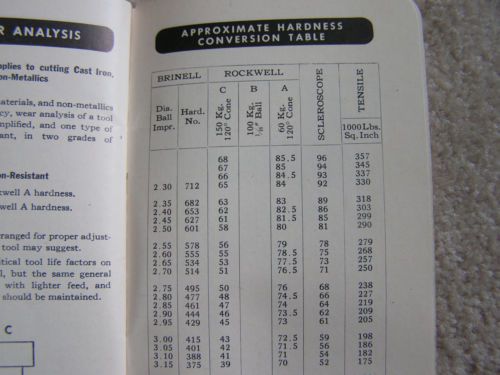 R ANALYSIS
plies to cutting Cast Iron,
on-Metallics
aterials, and non-metallics
cy, wear analysis of a tool
mplified, and one type of
ant, in two grades of
n-Resistant
kwell A hardness.
kwell A hardness.
rranged for proper adjust-
tool may suggest.
tical tool life factors on
l, but the same general
with lighter feed, and
should be maintained.
C
APPROXIMATE HARDNESS
CONVERSION TABLE
BRINELL ROCKWELL SCLEROSCOPE TENSILE
Dia. Ball Impr. Hard. No. C 150 Kg. 120° Cone B 100 Kg. 1/16" Ball A 60 Kg. 120° Cone 1000 Lbs. Sq. Inch
68 85.5 96 357
67 85 94 345
66 84.5 93 337
2.30 712 65 84 92 330
2.35 682 63 83 89 318
2.40 653 62 82.5 86 303
2.45 627 61 81.5 85 299
2.50 601 58 80 81 290
2.55 578 56 79 78 279
2.60 555 55 78.5 75 268
2.65 534 53 77.5 73 257
2.70 514 51 76.5 71 250
2.75 495 50 76 68 238
2.80 477 48 74.5 66 227
2.85 461 47 74 64 219
2.90 444 46 73.5 62 209
2.95 429 45 73 61 205
3.00 415 43 72.5 59 198
3.05 401 42 71.5 56 186
3.10 388 41 71 54 182
3.15 375 39 70 52 175